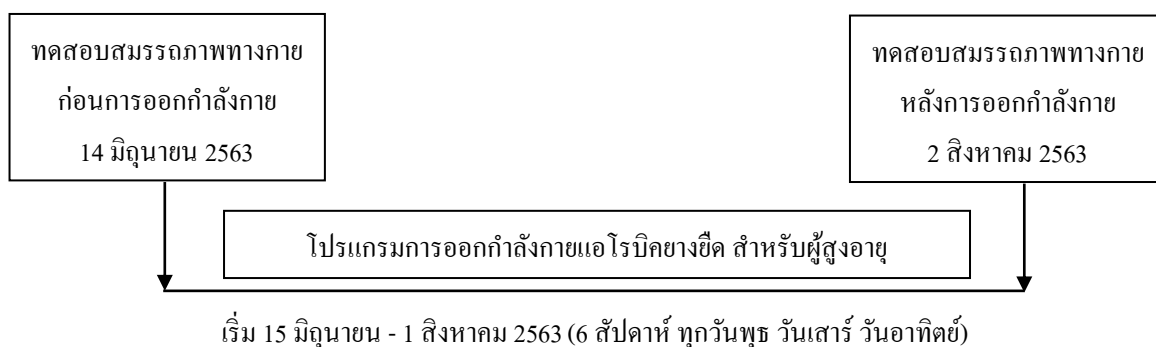 ทดสอบสมรรถภาพทางกาย
ก่อนการออกกำลังกาย
14 มิถุนายน 2563
ทดสอบสมรรถภาพทางกาย
หลังการออกกำลังกาย
2 สิงหาคม 2563
โปรแกรมการออกกำลังกายแอโรบิคยางยืด สำหรับผู้สูงอายุ
เริ่ม 15 มิถุนายน - 1 สิงหาคม 2563 (6 สัปดาห์ ทุกวันพุธ วันเสาร์ วันอาทิตย์)